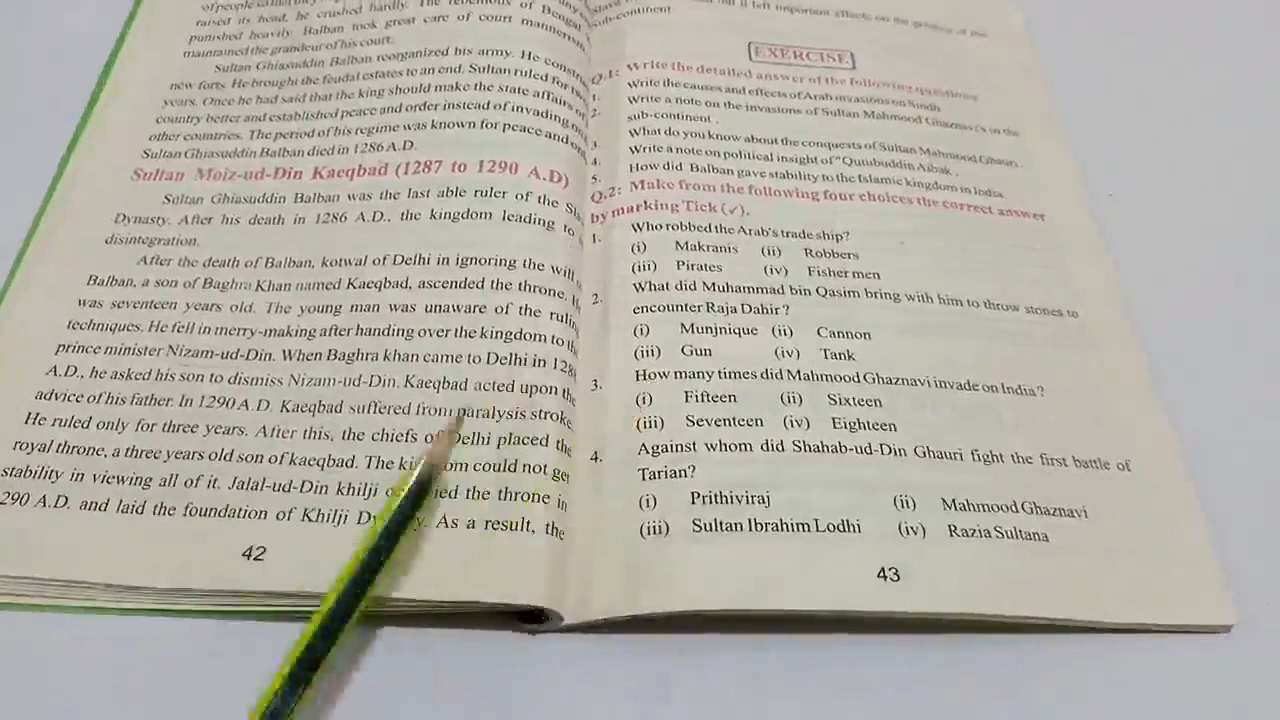 of people
raised its head, he crushed hardly. The of Bengal
punished heavily. Balban took great care of court mannerism
maintained the grandeur of his court.
Sultan Ghiasuddin Balban reorganized his army. He
new forts. He brought the feudal estates to an end. Sultan ruled for
years. Once he had said that the king should make the state affairs of
country better and established peace and order instead of invading on
other countries. The period of his regime was known for peace and
Sultan Ghiasuddin Balban died in 1286 A.D.
Sultan Moiz-ud-Din Kaeqbad (1287 to 1290 A.D)
Sultan Ghiasuddin Balban was the last able ruler of the
Dynasty. After his death in 1286 A.D., the kingdom leading to
disintegration.
After the death of Balban, kotwal of Delhi in ignoring the will
Balban, a son of Baghra Khan named Kaeqbad, ascended the throne.
was seventeen years old. The young man was unaware of the
techniques. He fell in merry-making after handing over the kingdom to
prince minister Nizam-ud-Din. When Baghra khan came to Delhi in
A.D., he asked his son to dismiss Nizam-ud-Din. Kaeqbad acted upon the
advice of his father. In 1290 A.D. Kaeqbad suffered from paralysis stroke.
He ruled only for three years. After this, the chiefs of Delhi placed the
royal throne, a three years old son of kaeqbad. The could not get
stability in viewing all of it. Jalal-ud-Din khilji the throne in
290 A.D. and laid the foundation of Khilji As a result, the
42
left important effects on the
Sub-continent
EXERCISE
Q.1: Write the detailed answer of the following questions
1. Write the causes and effects of Arab invasions on Sindh
2. Write a note on the invasions of Sultan Mahmood Ghaznavi's in the
sub-continent .
3. What do you know about the conquests of Sultan Mahmood Ghauri .
4. Write a note on political insight of "Qutubuddin Aibak .
5. How did Balban gave stability to the Islamic kingdom in India.
Q.2: Make from the following four choices the correct answer
by marking Tick (✓).
1. Who robbed the Arab's trade ship?
(i) Makranis (ii) Robbers
(iii) Pirates (iv) Fisher men
2. What did Muhammad bin Qasim bring with him to throw stones to
encounter Raja Dahir ?
(i) Munjnique (ii) Cannon
(iii) Gun (iv) Tank
3. How many times did Mahmood Ghaznavi invade on India?
(i) Fifteen (ii) Sixteen
(iii) Seventeen (iv) Eighteen
4. Against whom did Shahab-ud-Din Ghauri fight the first battle of
Tarian?
(i) Prithiviraj (ii) Mahmood Ghaznavi
(iii) Sultan Ibrahim Lodhi (iv) Razia Sultana
43